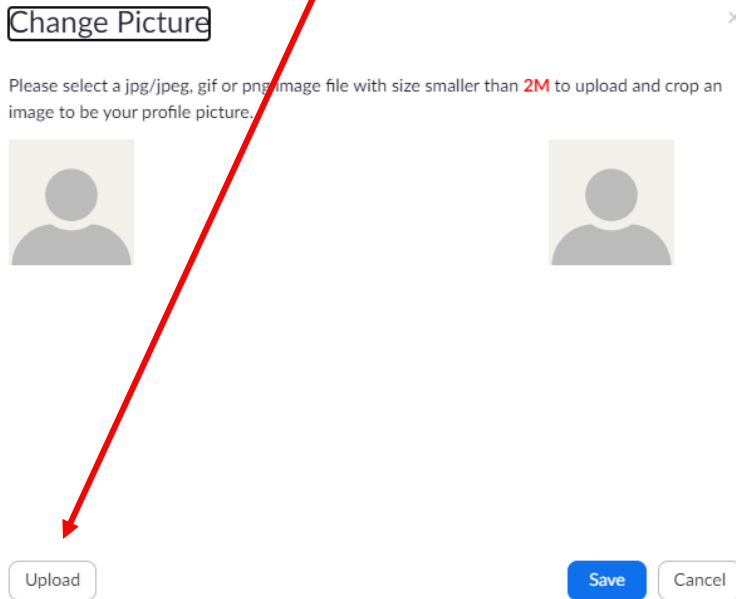 Change Picture
Please select a jpg/jpeg, gif or png image file with size smaller than 2M to upload and crop an
image to be your profile picture.
Upload
Save
Cancel